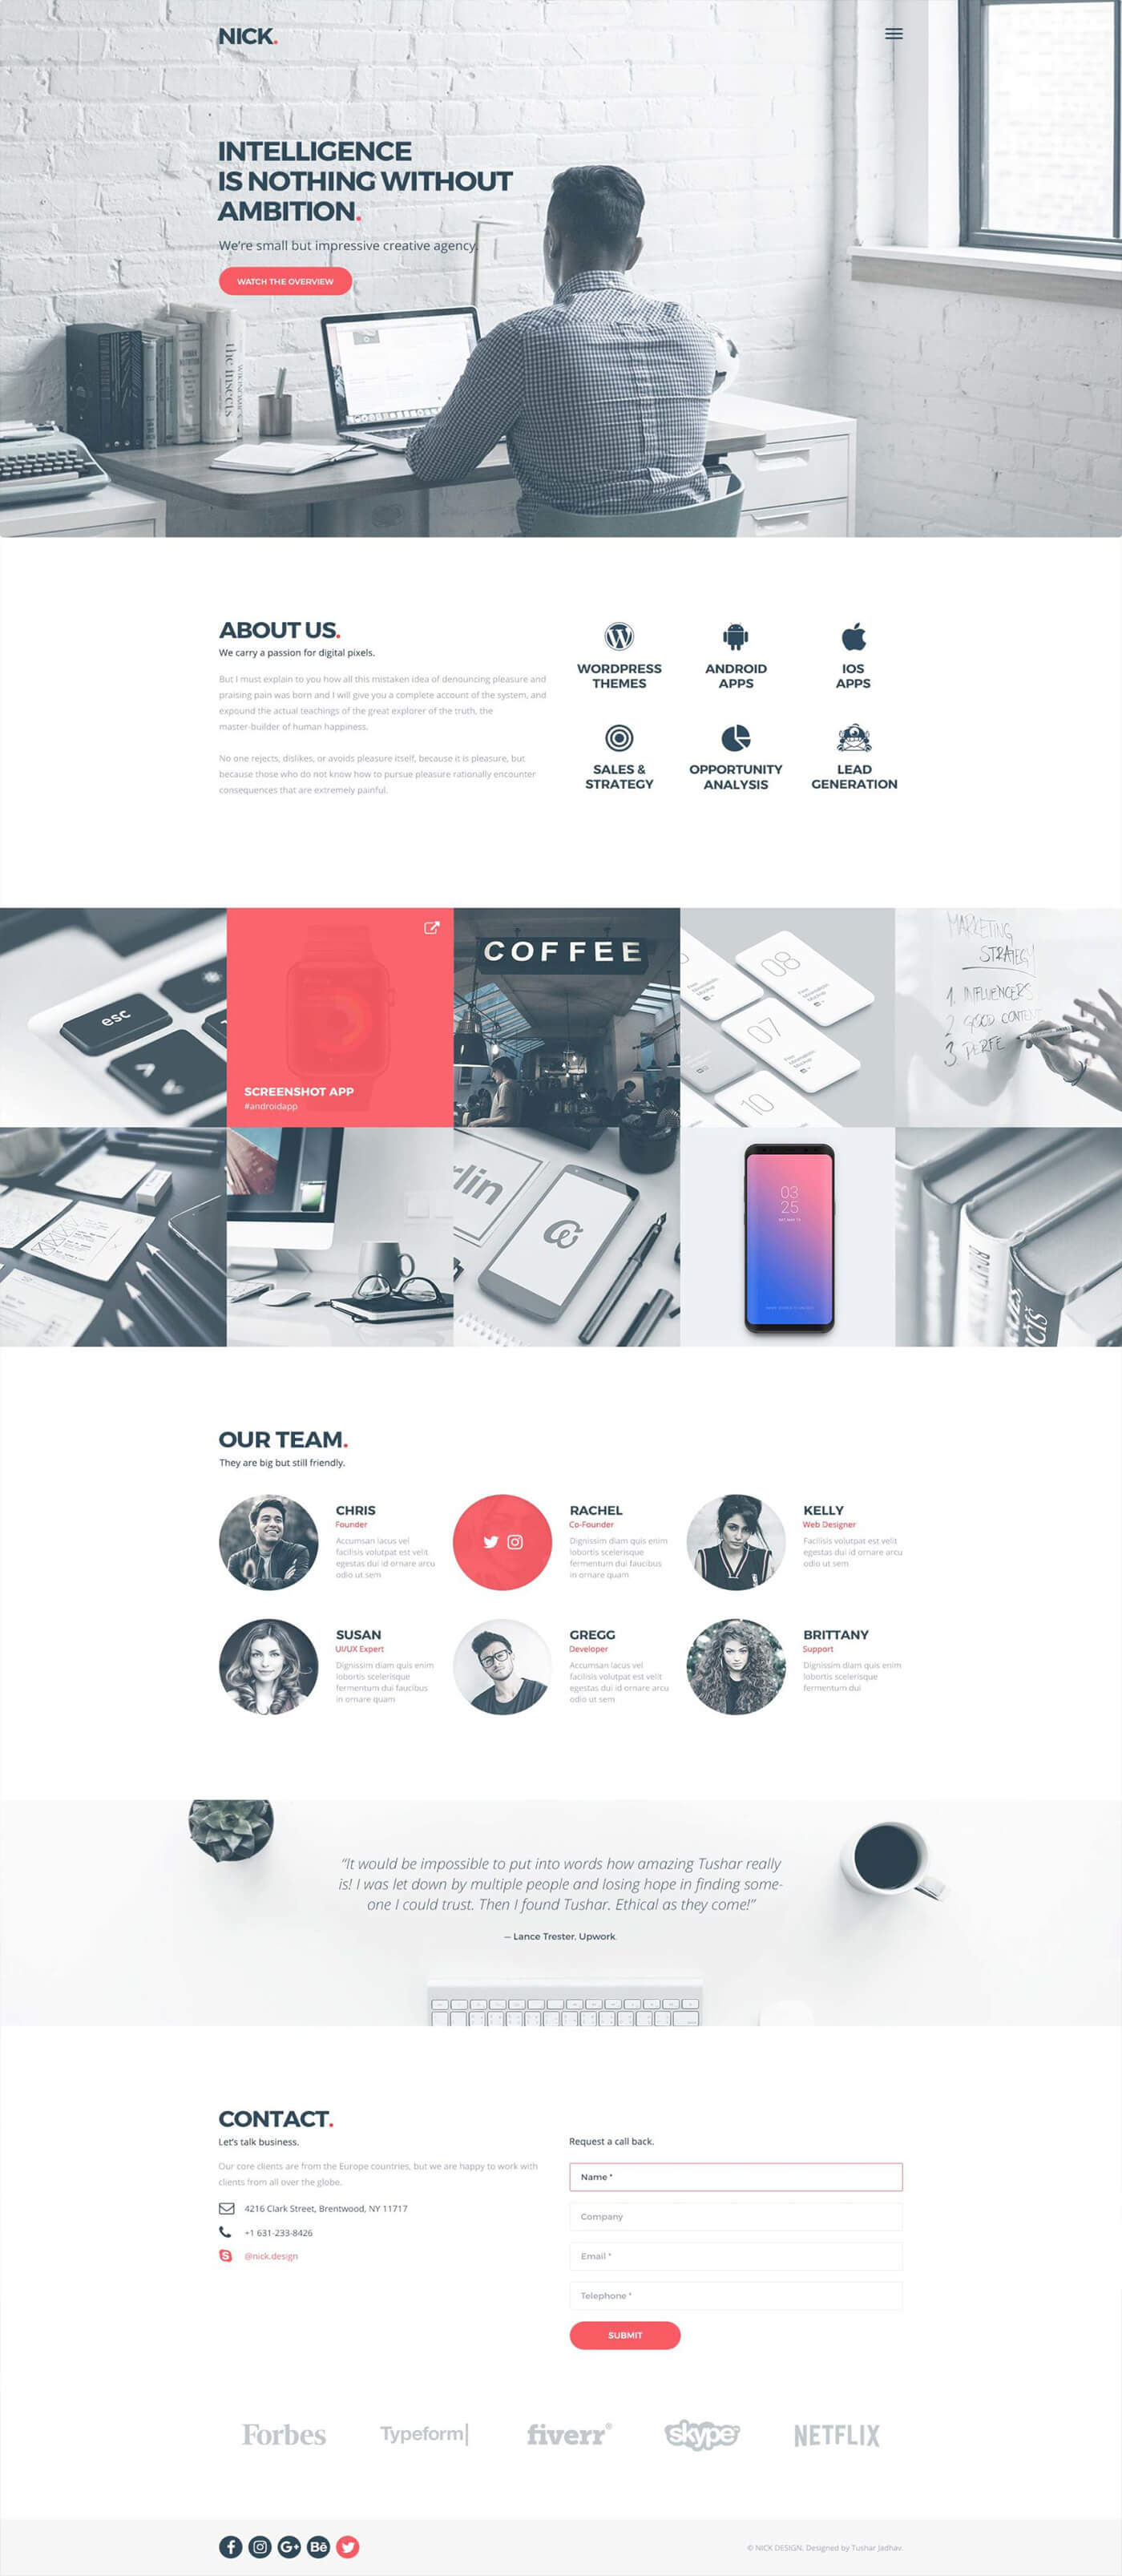 NICK.
INTELLIGENCE
IS NOTHING WITHOUT
AMBITION.
We're small but impressive creative agency.
WATCH THE OVERVIEW
the insects
ABOUT US.
We carry a passion for digital pixels.
But I must explain to you how all this mistaken idea of denouncing pleasure and
praising pain was born and I will give you a complete account of the system, and
expound the actual teachings of the great explorer of the truth, the
master-builder of human happiness.
No one rejects, dislikes, or avoids pleasure itself, because it is pleasure, but
because those who do not know how to pursue pleasure rationally encounter
consequences that are extremely painful.
WORDPRESS
THEMES
ANDROID
APPS
IOS
APPS
SALES &
STRATEGY
OPPORTUNITY
ANALYSIS
LEAD
GENERATION
esc
SCREENSHOT APP
#androidapp
COFFEE
08
07
10
MARKETING
STRATEGY
1. INFLUENCERS
2 GOOD CONTE
3. PERFE
lin
03
25
OUR TEAM.
They are big but still friendly.
CHRIS
Founder
Accumsan lacus vel
facilisis volutpat est velit
egestas dui id ornare arcu
odio ut sem
RACHEL
Co-Founder
Dignissim diam quis enim
lobortis scelerisque
fermentum dui faucibus
in ornare quam
KELLY
Web Designer
Facilisis volutpat est velit
egestas dui id ornare arcu
odio ut sem
SUSAN
UI/UX Expert
Dignissim diam quis enim
lobortis scelerisque
fermentum dui faucibus
in ornare quam
GREGG
Developer
Accumsan lacus vel
facilisis volutpat est velit
egestas dui id ornare arcu
odio ut sem
BRITTANY
Support
Dignissim diam quis enim
lobortis scelerisque
fermentum dui
"It would be impossible to put into words how amazing Tushar really
is! I was let down by multiple people and losing hope in finding some-
one I could trust. Then I found Tushar. Ethical as they come!"
— Lance Trester, Upwork.
CONTACT.
Let's talk business.
Our core clients are from the Europe countries, but we are happy to work with
clients from all over the globe.
4216 Clark Street, Brentwood, NY 11717
+1 631-233-8426
@nick.design
Request a call back.
Name *
Company
Email *
Telephone *
SUBMIT
Forbes
Typeform
fiverr®
skype
NETFLIX
© NICK DESIGN. Designed by Tushar Jadhav.